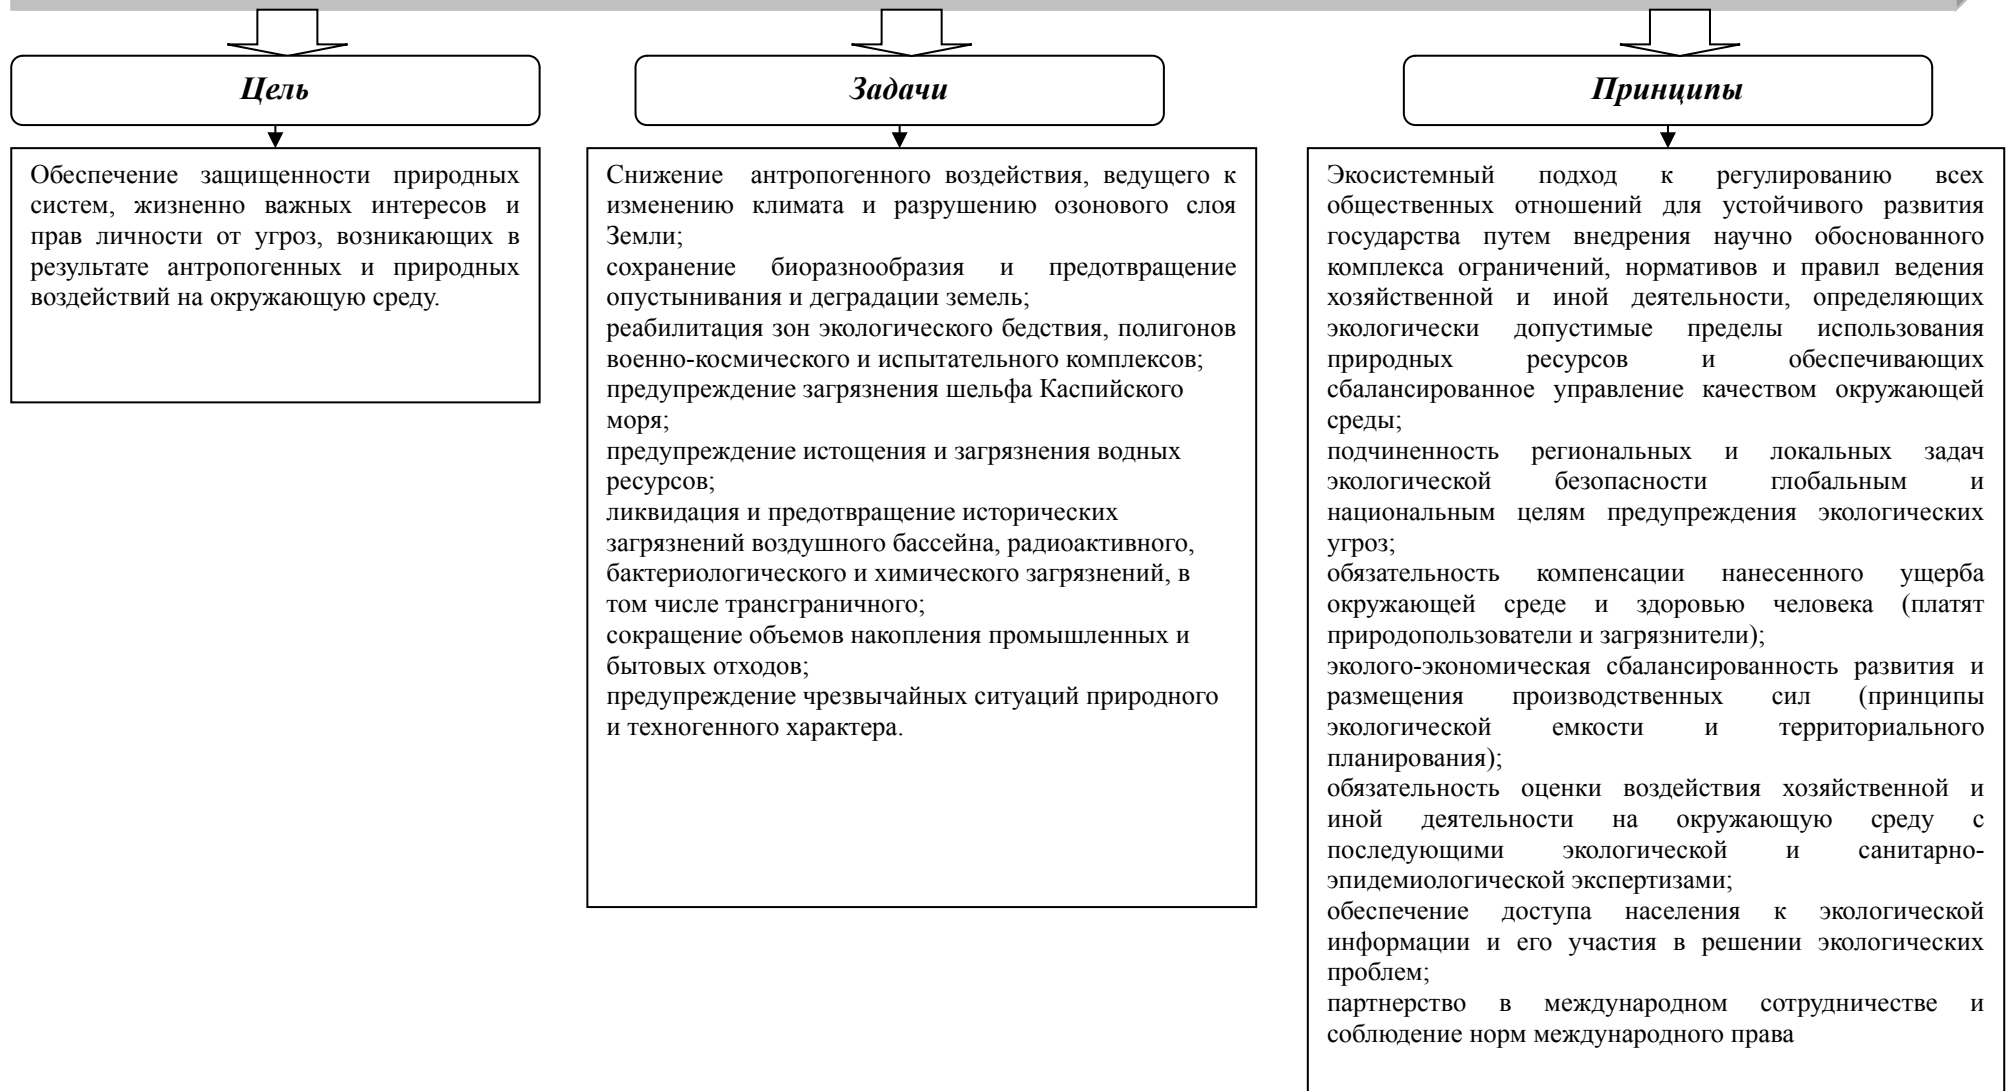 Цель
Обеспечение защищенности природных
систем, жизненно важных интересов и
прав личности от угроз, возникающих в
результате антропогенных и природных
воздействий на окружающую среду.
Задачи
Снижение антропогенного воздействия, ведущего к
изменению климата и разрушению озонового слоя
Земли;
сохранение биоразнообразия и предотвращение
опустынивания и деградации земель;
реабилитация зон экологического бедствия, полигонов
военно-космического и испытательного комплексов;
предупреждение загрязнения шельфа Каспийского
моря;
предупреждение истощения и загрязнения водных
ресурсов;
ликвидация и предотвращение исторических
загрязнений воздушного бассейна, радиоактивного,
бактериологического и химического загрязнений, в
том числе трансграничного;
сокращение объемов накопления промышленных и
бытовых отходов;
предупреждение чрезвычайных ситуаций природного
и техногенного характера.
Принципы
Экосистемный подход к регулированию всех
общественных отношений для устойчивого развития
государства путем внедрения научно обоснованного
комплекса ограничений, нормативов и правил ведения
хозяйственной и иной деятельности, определяющих
экологически допустимые пределы использования
природных ресурсов и обеспечивающих
сбалансированное управление качеством окружающей
среды;
подчиненность региональных и локальных задач
экологической безопасности глобальным и
национальным целям предупреждения экологических
угроз;
обязательность компенсации нанесенного ущерба
окружающей среде и здоровью человека (платят
природопользователи и загрязнители);
эколого-экономическая сбалансированность развития и
размещения производственных сил (принципы
экологической емкости и территориального
планирования);
обязательность оценки воздействия хозяйственной и
иной деятельности на окружающую среду с
последующими экологической и санитарно-
эпидемиологической экспертизами;
обеспечение доступа населения к экологической
информации и его участия в решении экологических
проблем;
партнерство в международном сотрудничестве и
соблюдение норм международного права